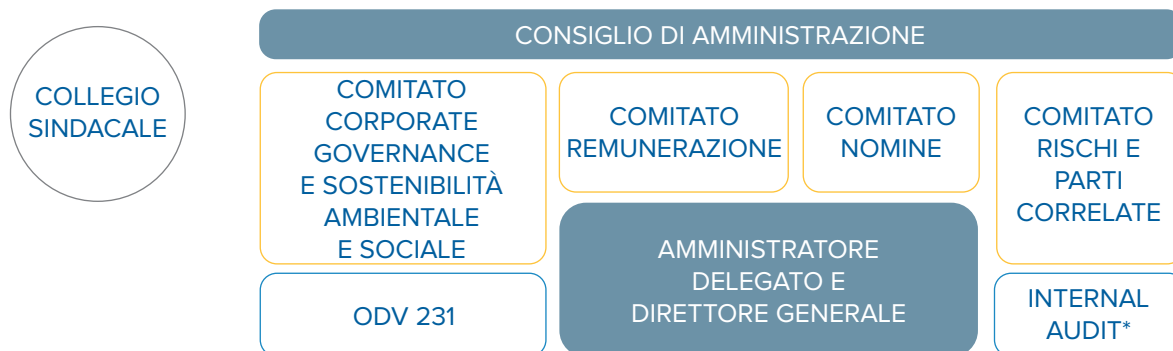 COLLEGIO
SINDACALE
CONSIGLIO DI AMMINISTRAZIONE
COMITATO
CORPORATE
GOVERNANCE
E SOSTENIBILITÀ
AMBIENTALE
E SOCIALE
COMITATO
REMUNERAZIONE
COMITATO
NOMINE
COMITATO
RISCHI E
PARTI
CORRELATE
AMMINISTRATORE
DELEGATO E
DIRETTORE GENERALE
ODV 231
INTERNAL
AUDIT*